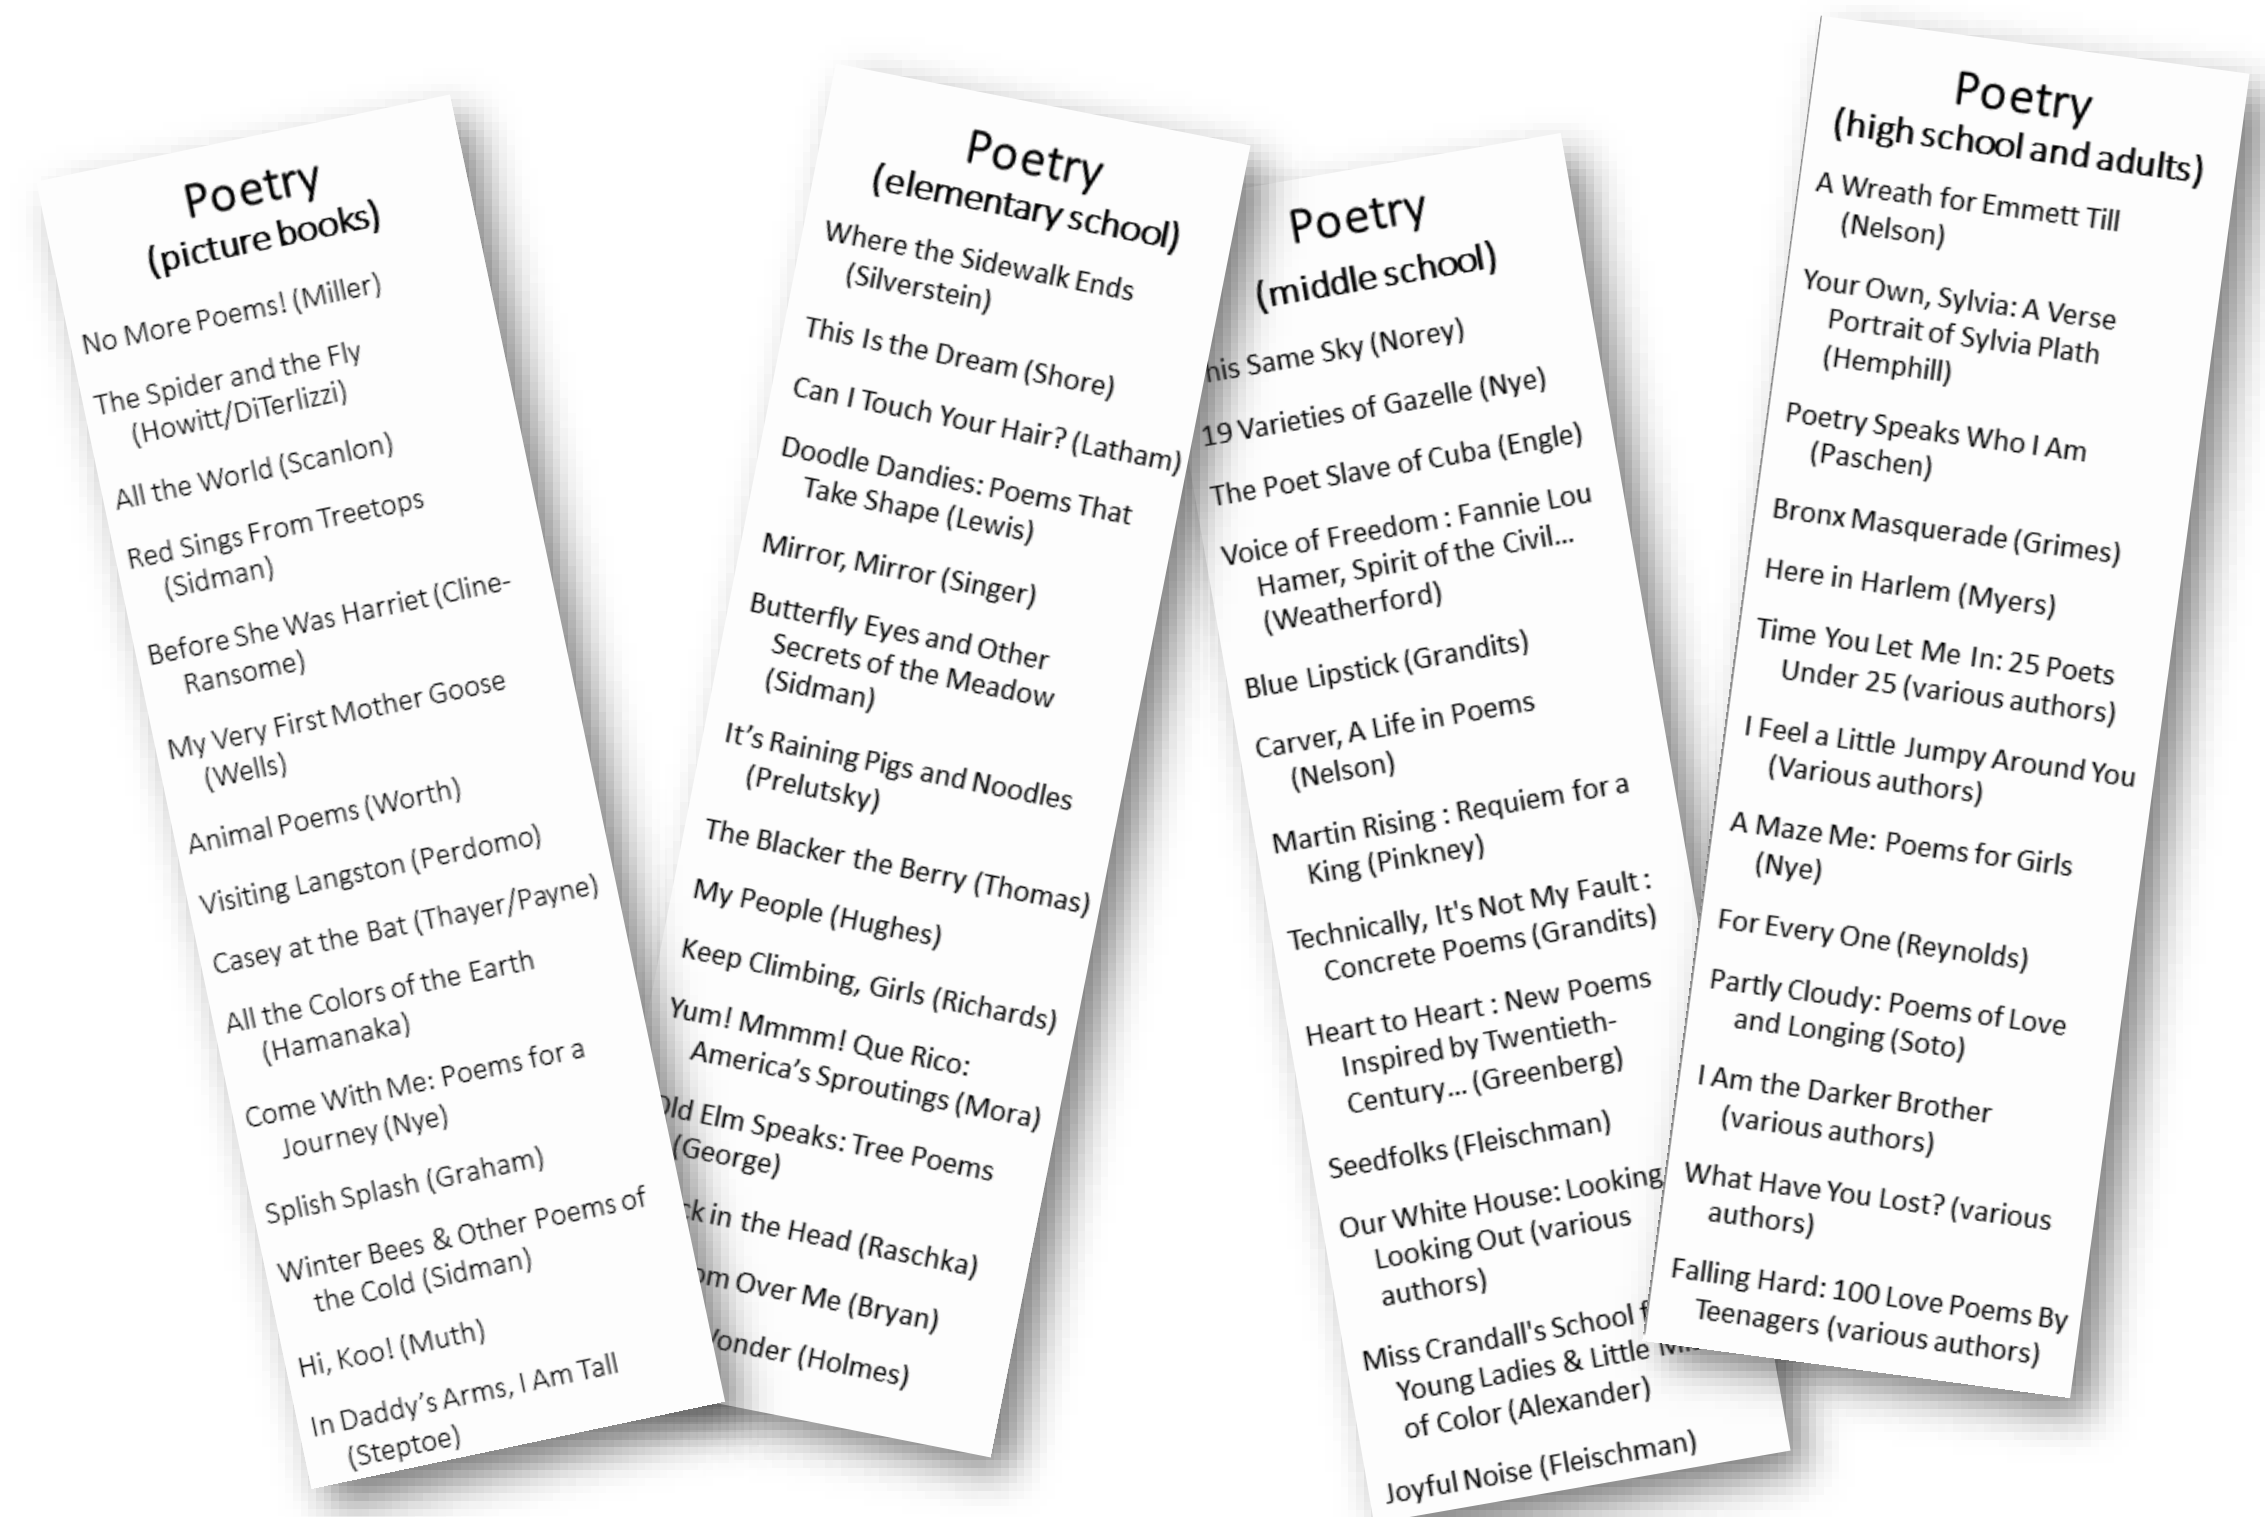 Poetry
(picture books)
No More Poems! (Miller)
The Spider and the Fly
(Howitt/DiTerlizzi)
All the World (Scanlon)
Red Sings From Treetops
(Sidman)
Before She Was Harriet (Cline-
Ransome)
My Very First Mother Goose
(Wells)
Animal Poems (Worth)
Visiting Langston (Perdomo)
Casey at the Bat (Thayer/Payne)
All the Colors of the Earth
(Hamanaka)
Come With Me: Poems for a
Journey (Nye)
Splish Splash (Graham)
Winter Bees & Other Poems of
the Cold (Sidman)
Hi, Koo! (Muth)
In Daddy’s Arms, I Am Tall
(Steptoe)
Poetry
(elementary school)
Where the Sidewalk Ends
(Silverstein)
This Is the Dream (Shore)
Can I Touch Your Hair? (Latham)
Doodle Dandies: Poems That
Take Shape (Lewis)
Mirror, Mirror (Singer)
Butterfly Eyes and Other
Secrets of the Meadow
(Sidman)
It’s Raining Pigs and Noodles
(Prelutsky)
The Blacker the Berry (Thomas)
My People (Hughes)
Keep Climbing, Girls (Richards)
Yum! Mmmm! Que Rico:
America’s Sproutings (Mora)
Old Elm Speaks: Tree Poems
(George)
in the Head (Raschka)
Over Me (Bryan)
(Holmes)
Poetry
(middle school)
his Same Sky (Norey)
19 Varieties of Gazelle (Nye)
The Poet Slave of Cuba (Engle)
Voice of Freedom : Fannie Lou
Hamer, Spirit of the Civil...
(Weatherford)
Blue Lipstick (Grandits)
Carver, A Life in Poems
(Nelson)
Martin Rising : Requiem for a
King (Pinkney)
Technically, It's Not My Fault :
Concrete Poems (Grandits)
Heart to Heart : New Poems
Inspired by Twentieth-
Century... (Greenberg)
Seedfolks (Fleischman)
Our White House: Looking
Looking Out (various
authors)
Miss Crandall's School
Young Ladies & Little
of Color (Alexander)
Joyful Noise (Fleischman)
Poetry
(high school and adults)
A Wreath for Emmett Till
(Nelson)
Your Own, Sylvia: A Verse
Portrait of Sylvia Plath
(Hemphill)
Poetry Speaks Who I Am
(Paschen)
Bronx Masquerade (Grimes)
Here in Harlem (Myers)
Time You Let Me In: 25 Poets
Under 25 (various authors)
I Feel a Little Jumpy Around You
(Various authors)
A Maze Me: Poems for Girls
(Nye)
For Every One (Reynolds)
Partly Cloudy: Poems of Love
and Longing (Soto)
I Am the Darker Brother
(various authors)
What Have You Lost? (various
authors)
Falling Hard: 100 Love Poems By
Teenagers (various authors)